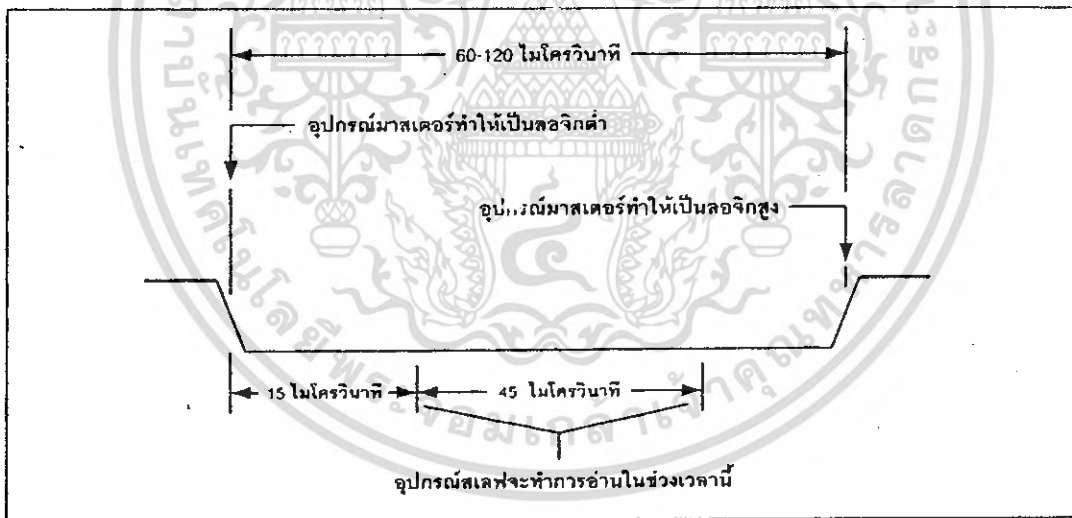 60-120 ไมโครวินาที
อุปกรณ์มาสเตอร์ทำให้เป็นลอจิกต่ำ
อุปกรณ์มาสเตอร์ทำให้เป็นลอจิกสูง
15 ไมโครวินาที
45 ไมโครวินาที
อุปกรณ์สเลฟจะทำการอ่านในช่วงเวลานี้